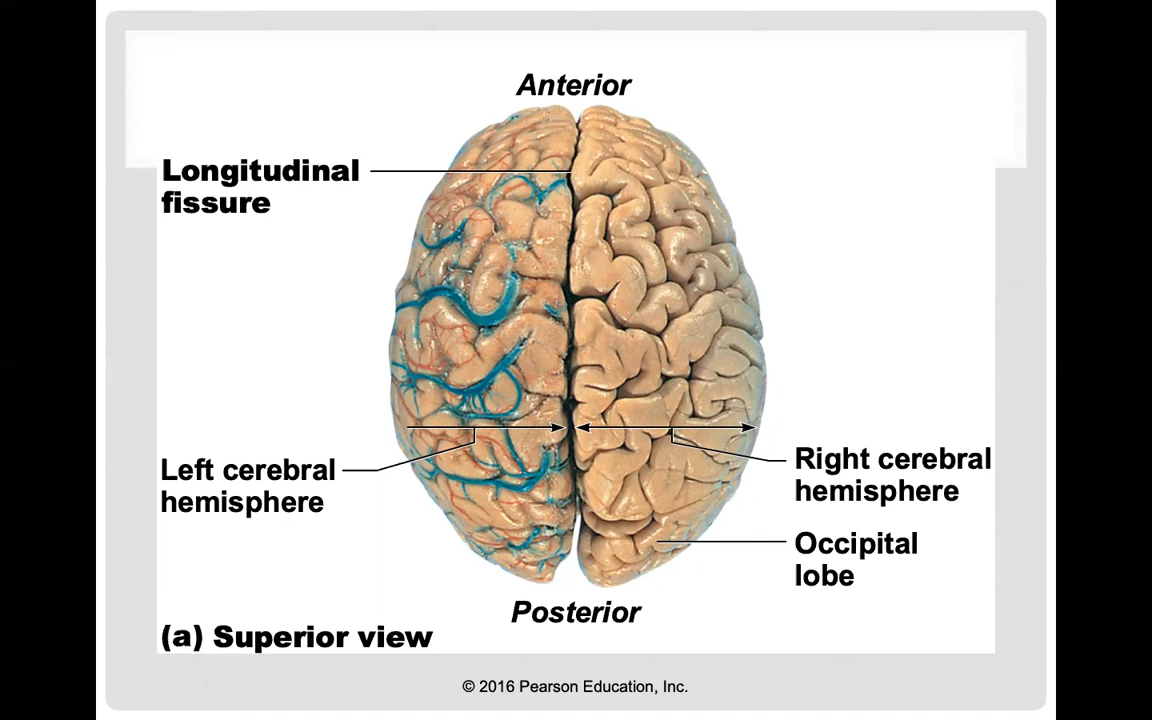 Anterior
Longitudinal
fissure
Left cerebral
hemisphere
Right cerebral
hemisphere
Occipital
lobe
Posterior
(a) Superior view
© 2016 Pearson Education, Inc.